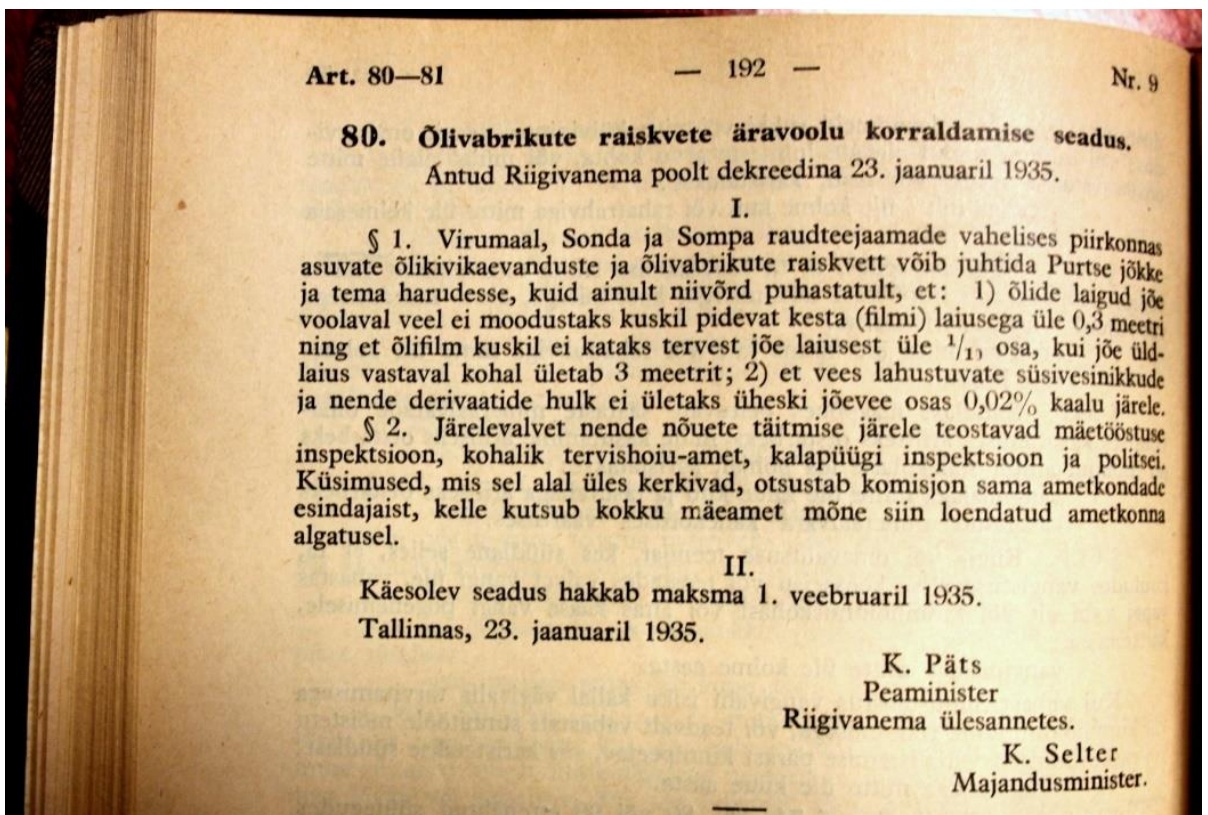 Art. 80—81 — 192 — Nr. 9
80. Õlivabrikute raiskvete äravoolu korraldamise seadus.
Antud Riigivanema poolt dekreedina 23. jaanuaril 1935.
I.
§ 1. Virumaal, Sonda ja Sompa raudteejaamade vahelises piirkonnas
asuvate õlikivikaevanduste ja õlivabrikute raiskvett võib juhtida Purtse jõkke
ja tema harudesse, kuid ainult niivõrd puhastatult, et: 1) õlide laigud jõe
voolaval veel ei moodustaks kuskil pidevat kesta (filmi) laiusega üle 0,3 meetri
ning et õlifilm kuskil ei kataks tervest jõe laiusest üle osa, kui jõe üld-
laius vastaval kohal ületab 3 meetrit; 2) et vees lahustuvate süsivesinikkude
ja nende derivaatide hulk ei ületaks üheski jõevee osas 0,02% kaalu järele.
§ 2. Järelevalvet nende nõuete täitmise järele teostavad mäetööstuse
inspektsioon, kohalik tervishoiu-amet, kalapüügi inspektsioon ja politsei.
Küsimused, mis sel alal üles kerkivad, otsustab komisjon sama ametkondade
esindajaist, kelle kutsub kokku mäeamet mõne siin loendatud ametkonna
algatusel.
II.
Käesolev seadus hakkab maksma 1. veebruaril 1935.
Tallinnas, 23. jaanuaril 1935.
K. Päts
Peaminister
Riigivanema ülesannetes.
K. Selter
Majandusminister.